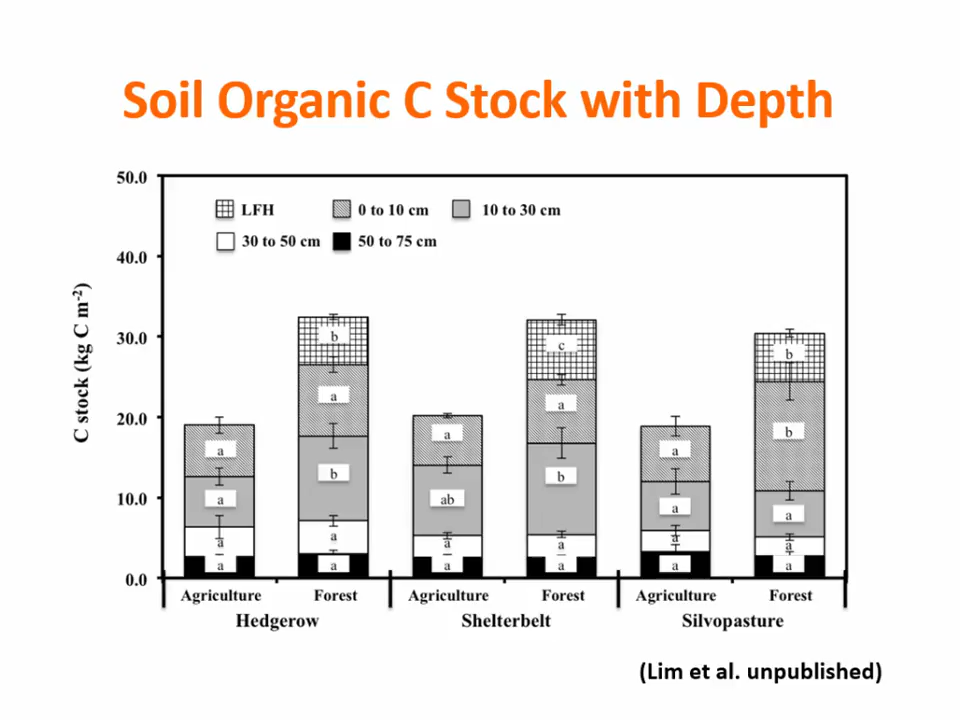 Soil Organic C Stock with Depth
C stock (kg C m-2)
50.0
40.0
30.0
20.0
10.0
0.0
LFH 0 to 10 cm 10 to 30 cm
30 to 50 cm 50 to 75 cm
b c b
a a b
a a a
b b a
a ab a
a a a a a a
a a a a a a
Agriculture Forest Agriculture Forest Agriculture Forest
Hedgerow Shelterbelt Silvopasture
(Lim et al. unpublished)